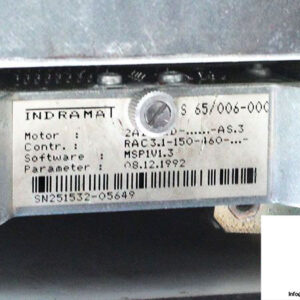 INDRAMAT S 65/006-000
Motor :
Contr. : RAC3.1-150-460-...-
Software : MSP1V1.3
Parameter : 08.12.1992
SN251532-05649